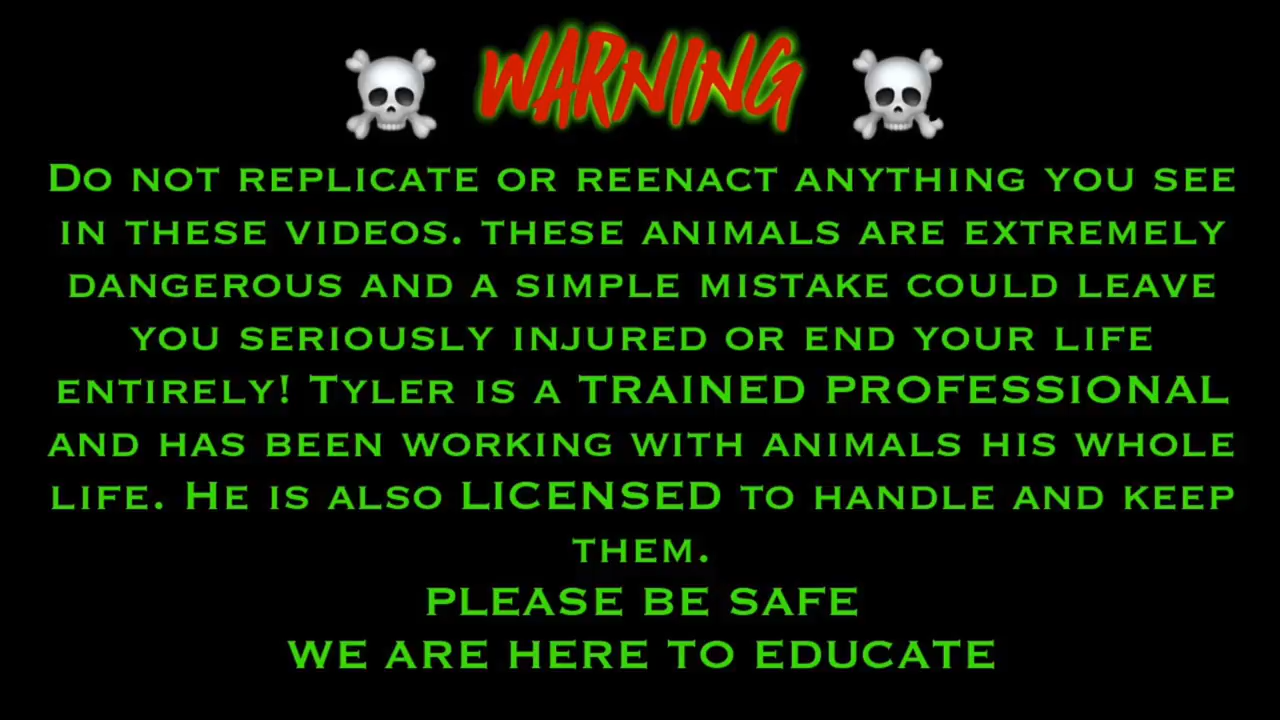 WARNING
Do not replicate or reenact anything you see
in these videos. these animals are extremely
dangerous and a simple mistake could leave
you seriously injured or end your life
entirely! Tyler is a TRAINED PROFESSIONAL
and has been working with animals his whole
life. He is also LICENSED to handle and keep
them.
PLEASE BE SAFE
WE ARE HERE TO EDUCATE